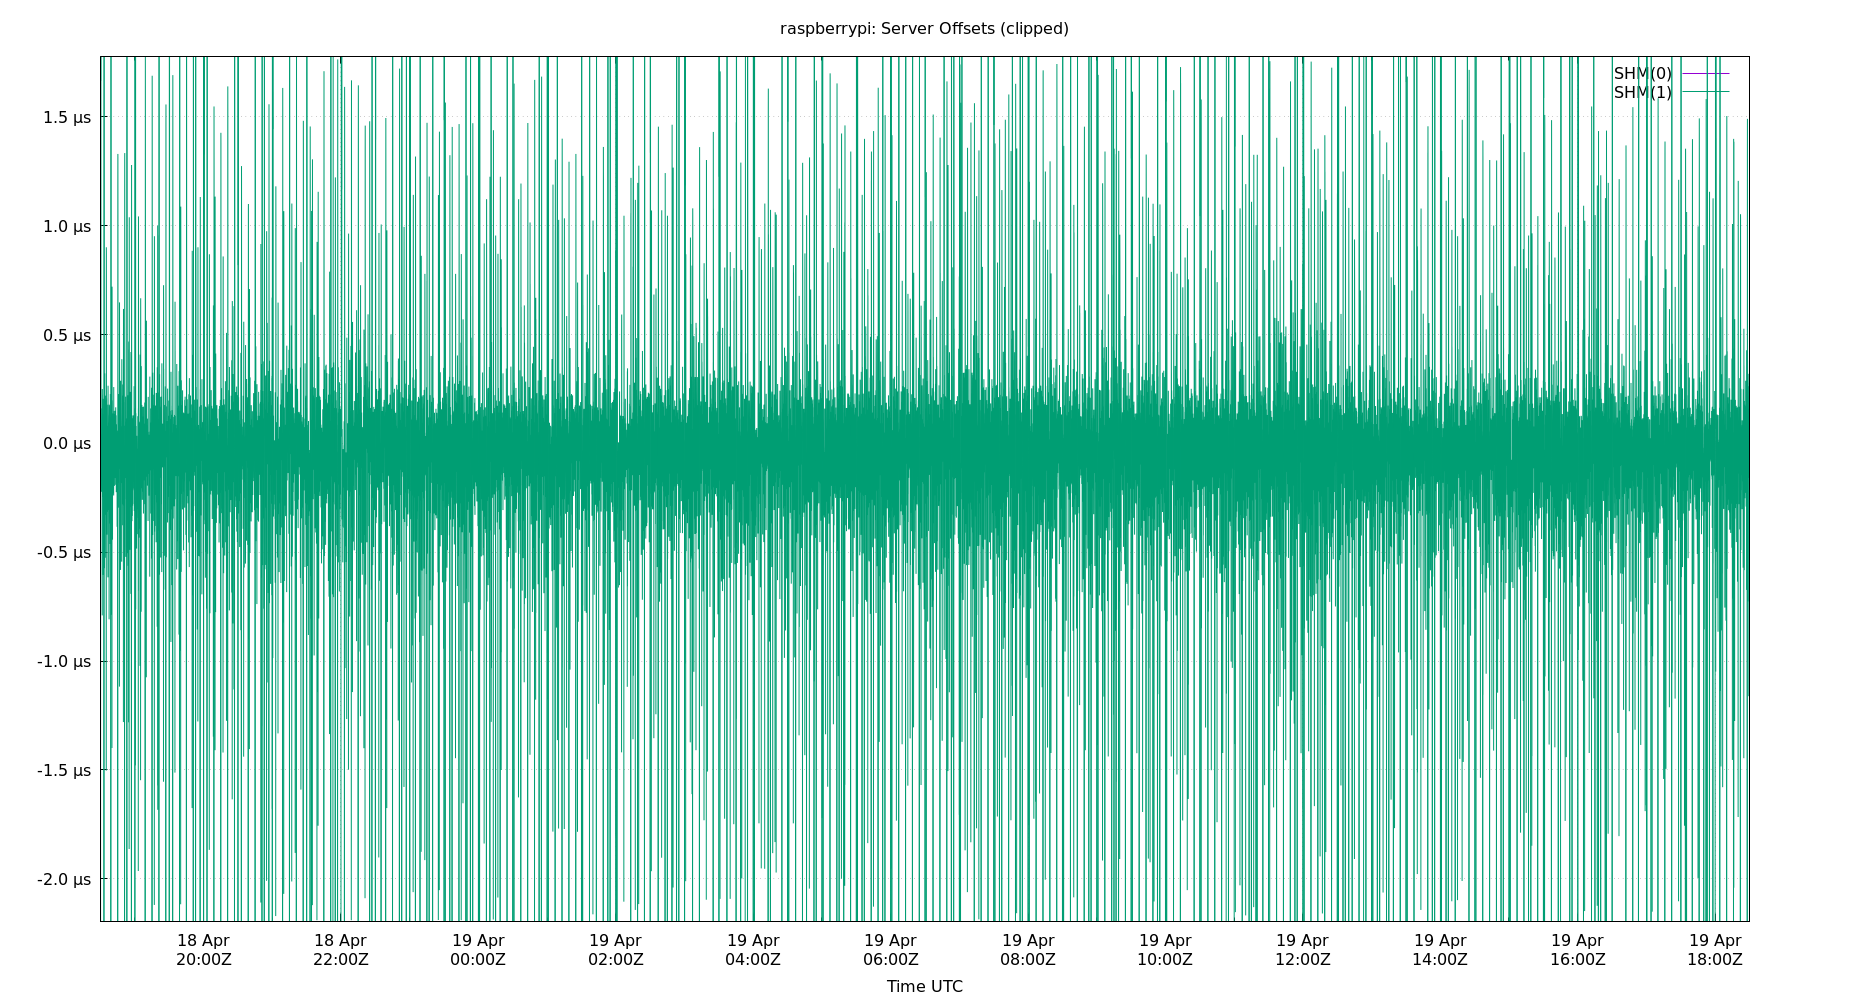 raspberrypi: Server Offsets (clipped)
SHM(0)
SHM(1)
1.5 µs
1.0 µs
0.5 µs
0.0 µs
-0.5 µs
-1.0 µs
-1.5 µs
-2.0 µs
18 Apr 18 Apr 19 Apr 19 Apr 19 Apr 19 Apr 19 Apr 19 Apr 19 Apr 19 Apr 19 Apr 19 Apr
20:00Z 22:00Z 00:00Z 02:00Z 04:00Z 06:00Z 08:00Z 10:00Z 12:00Z 14:00Z 16:00Z 18:00Z
Time UTC